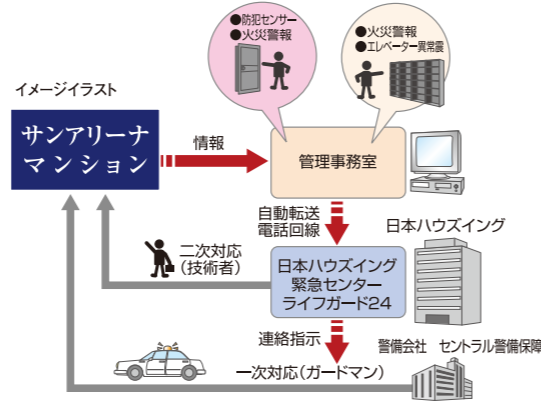 ●防犯センサー
●火災警報
●火災警報
●エレベーター異常震
イメージイラスト
サンアリーナ
マンション
情報
管理事務室
自動転送
電話回線
日本ハウズイング
二次対応
（技術者）
日本ハウズイング
緊急センター
ライフガード24
連絡指示
警備会社　セントラル警備保障
一次対応（ガードマン）